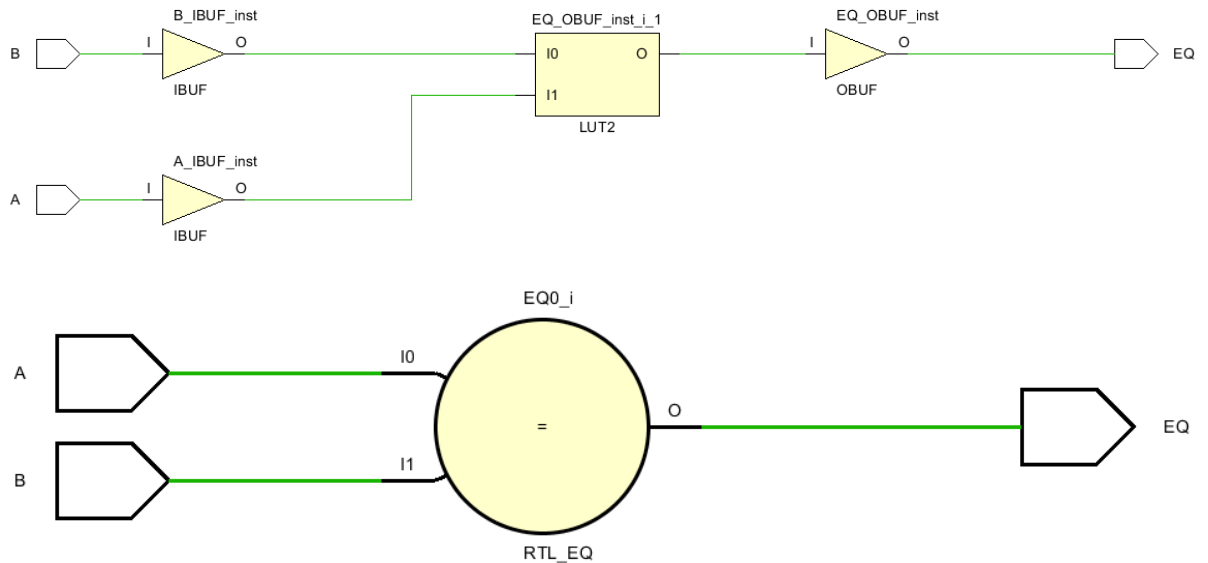 B_IBUF_inst
EQ_OBUF_inst_i_1
EQ_OBUF_inst
B
I
O
I0
O
I
O
EQ
IBUF
I1
OBUF
LUT2
A_IBUF_inst
A
I
O
IBUF
EQ0_i
A
I0
=
O
EQ
B
I1
RTL_EQ